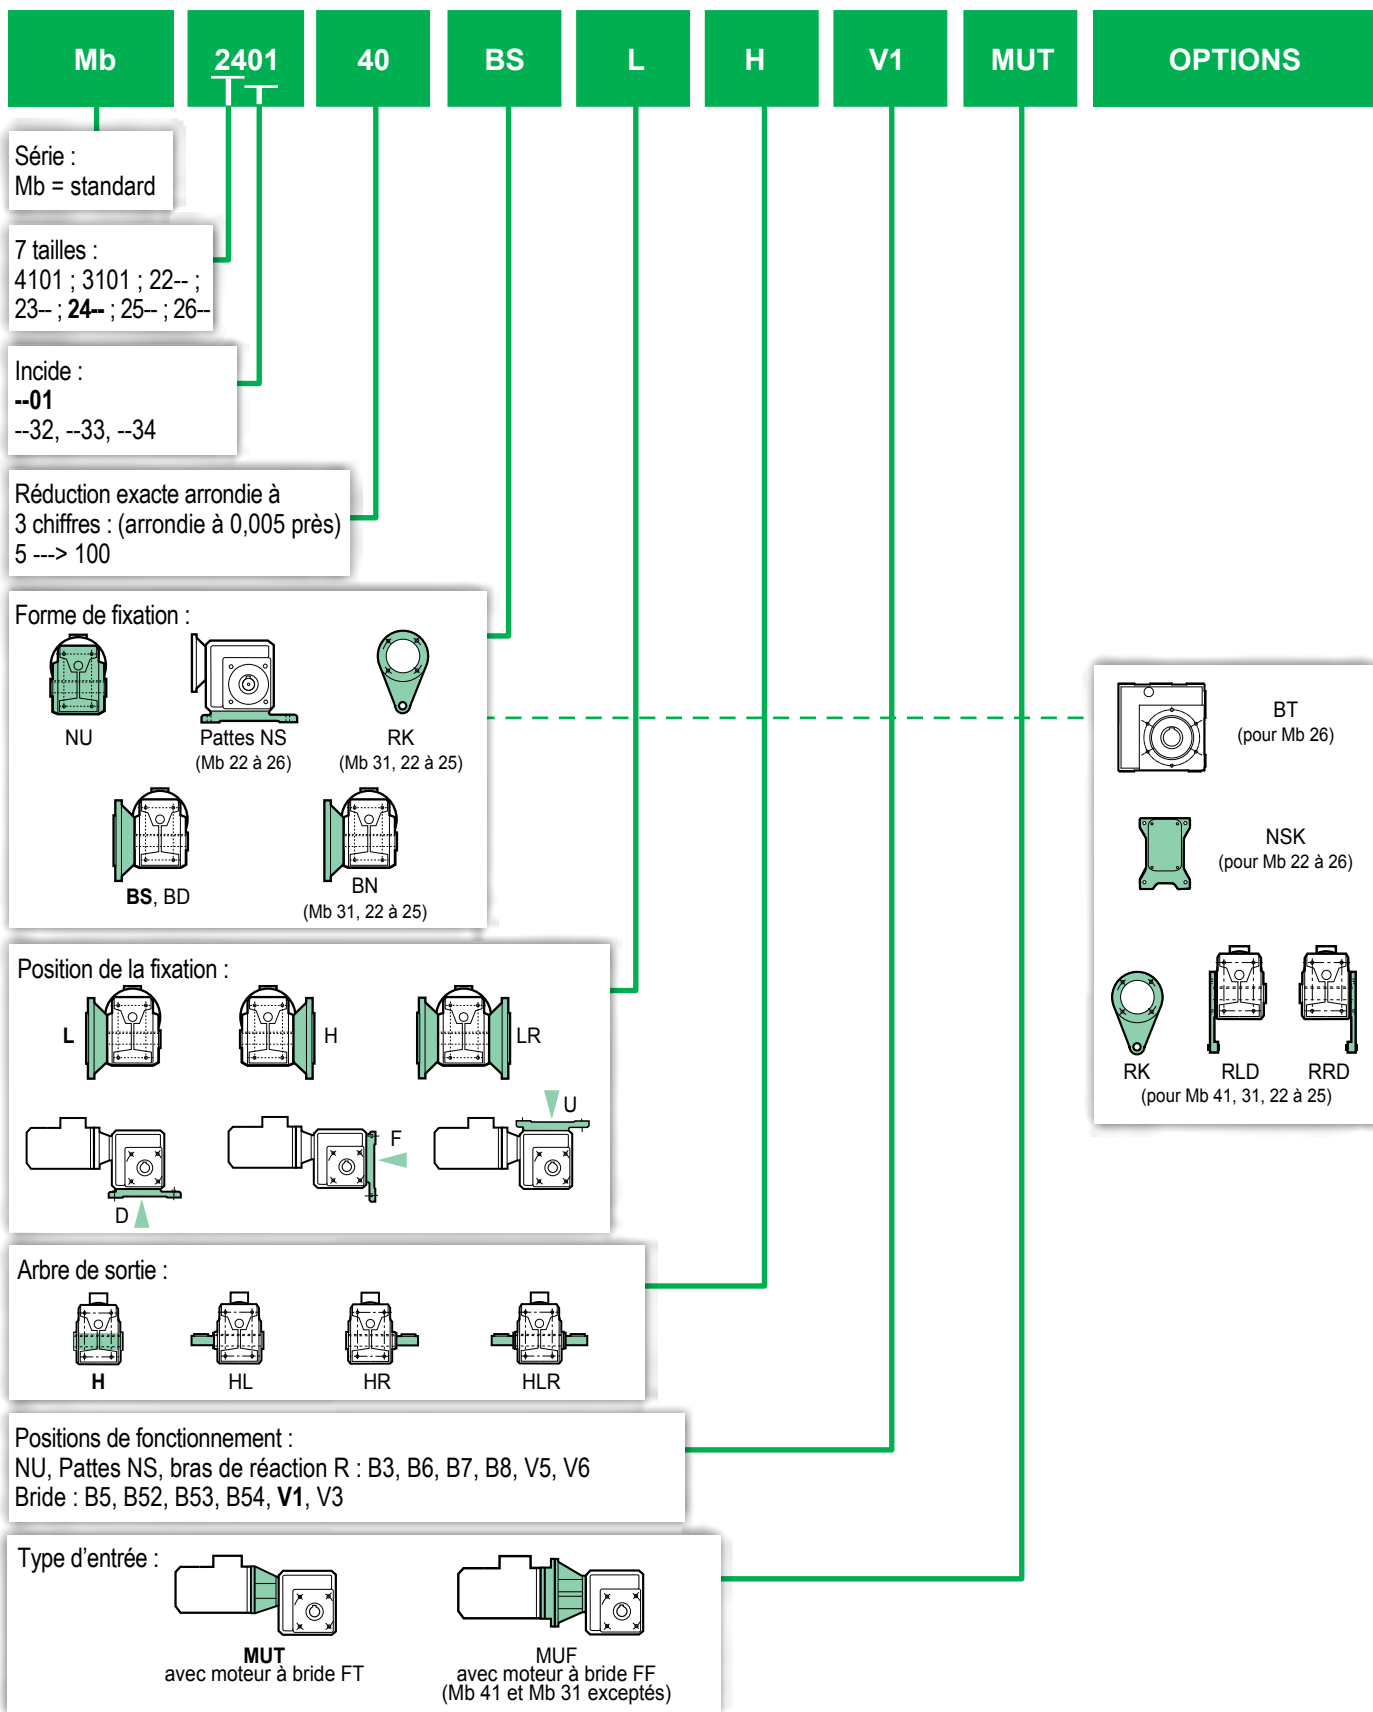 Mb 2401 40 BS L H V1 MUT OPTIONS
Série :
Mb = standard
7 tailles :
4101 ; 3101 ; 22-- ;
23-- ; 24-- ; 25-- ; 26--
Incide :
--01
--32, --33, --34
Réduction exacte arrondie à
3 chiffres : (arrondie à 0,005 près)
5 ---> 100
Forme de fixation :
NU
Pattes NS
(Mb 22 à 26)
RK
(Mb 31, 22 à 25)
BS, BD
BN
(Mb 31, 22 à 25)
BT
(pour Mb 26)
NSK
(pour Mb 22 à 26)
RK RLD RRD
(pour Mb 41, 31, 22 à 25)
Position de la fixation :
L
H
LR
D
F
U
Arbre de sortie :
H HL HR HLR
Positions de fonctionnement :
NU, Pattes NS, bras de réaction R : B3, B6, B7, B8, V5, V6
Bride : B5, B52, B53, B54, V1, V3
Type d'entrée :
MUT
avec moteur à bride FT
MUF
avec moteur à bride FF
(Mb 41 et Mb 31 exceptés)